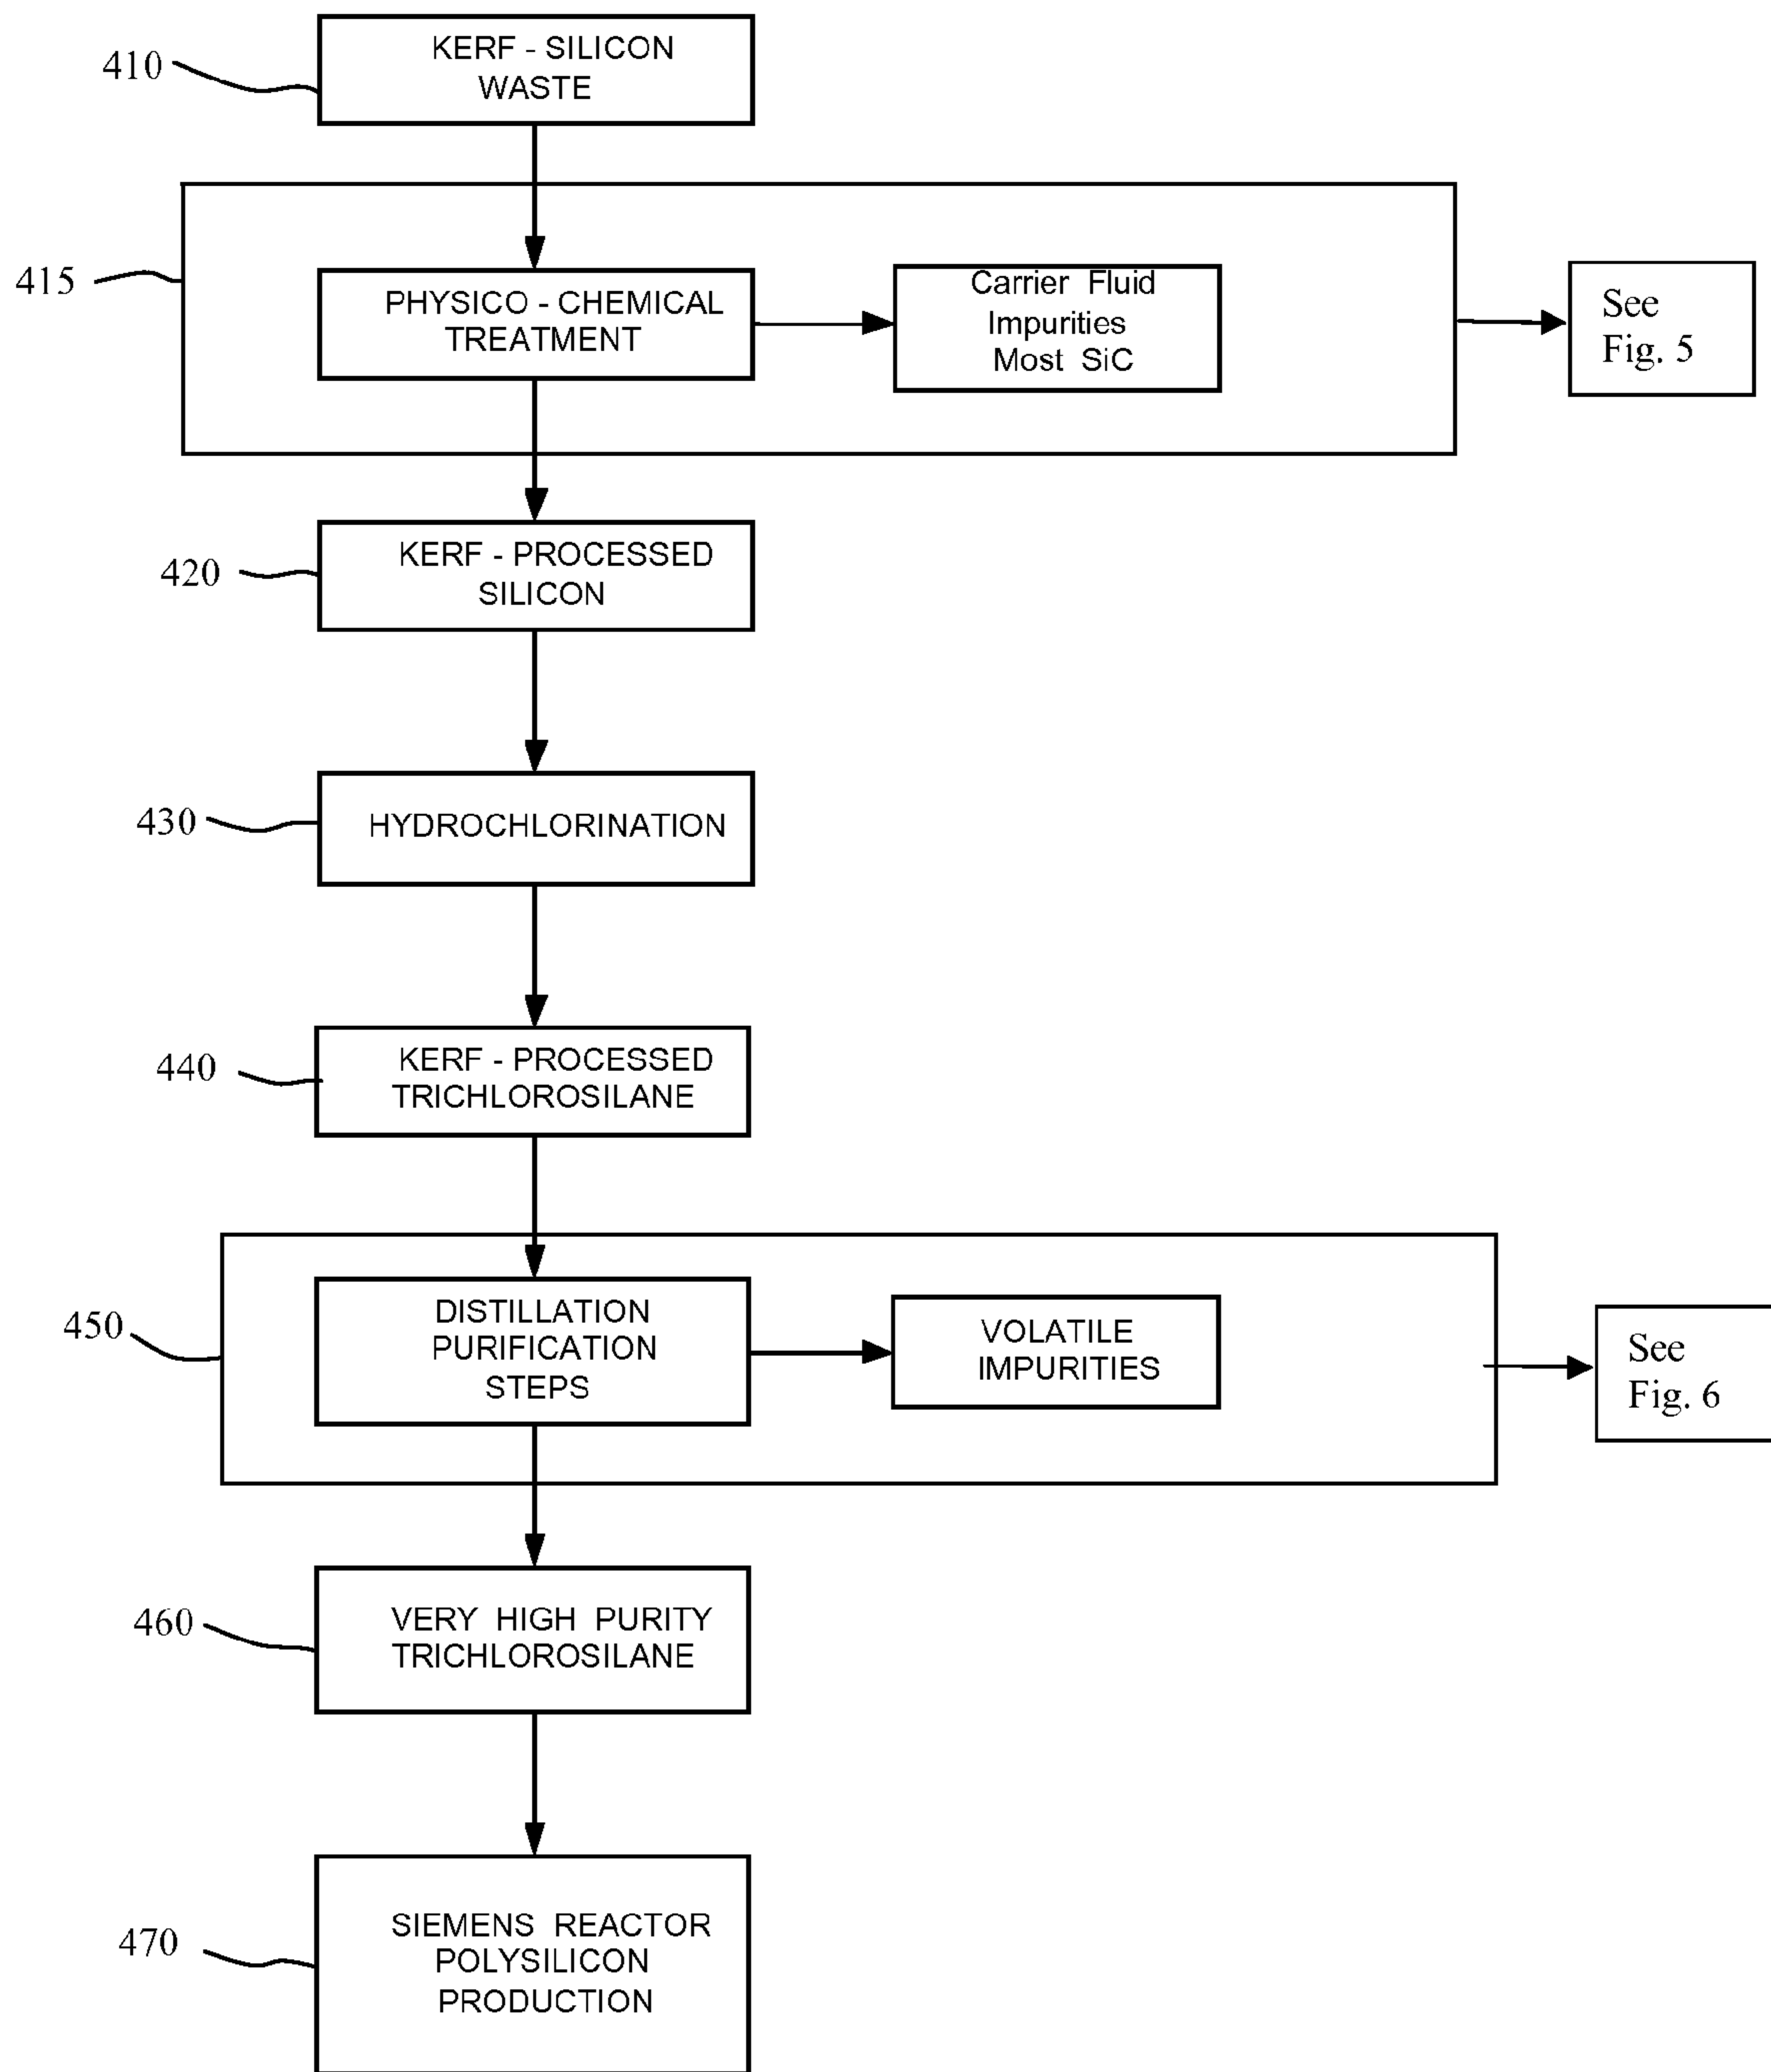 410
KERF - SILICON
WASTE
415
PHYSICO - CHEMICAL
TREATMENT
Carrier Fluid
Impurities
Most SiC
See
Fig. 5
420
KERF - PROCESSED
SILICON
430
HYDROCHLORINATION
440
KERF - PROCESSED
TRICHLOROSILANE
450
DISTILLATION
PURIFICATION
STEPS
VOLATILE
IMPURITIES
See
Fig. 6
460
VERY HIGH PURITY
TRICHLOROSILANE
470
SIEMENS REACTOR
POLYSILICON
PRODUCTION